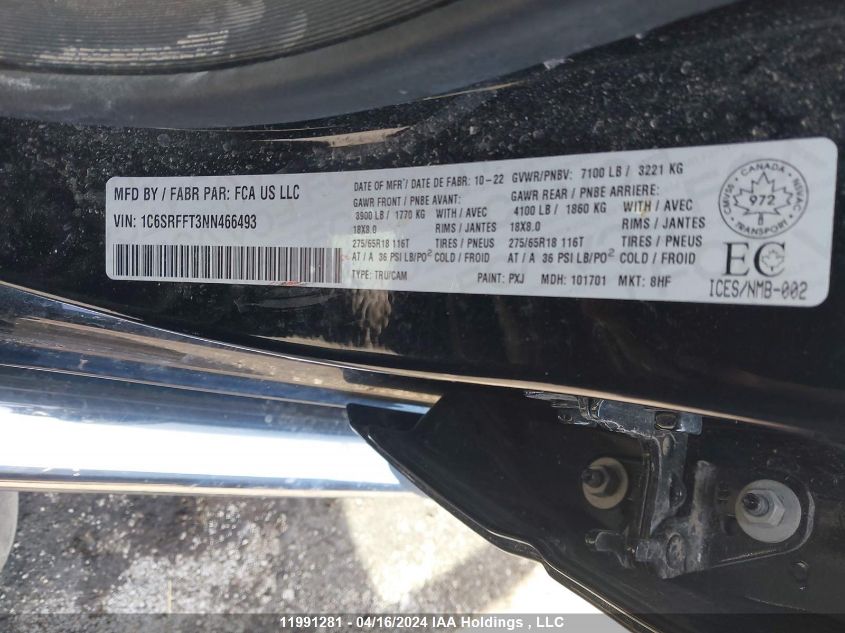 MFD BY / FABR PAR: FCA US LLC
VIN: 1C6SRFFT3NN466493
DATE OF MFR / DATE DE FABR: 10-22 GVWR/PNBV: 7100 LB / 3221 KG
GAWR FRONT / PNBE AVANT: GAWR REAR / PNBE ARRIERE:
3900 LB / 1770 KG WITH / AVEC 4100 LB / 1860 KG WITH / AVEC
18X8.0 RIMS / JANTES 18X8.0 RIMS / JANTES
275/65R18 116T TIRES / PNEUS 275/65R18 116T TIRES / PNEUS
AT / A 36 PSI LB/PO² COLD / FROID AT / A 36 PSI LB/PO² COLD / FROID
TYPE: TRU/CAM PAINT: PXJ MDH: 101701 MKT: 8HF
CANADA
CMVSS 972 NSVAC
TRANSPORT
EC
ICES/NMB-002
11991281 - 04/16/2024 IAA Holdings , LLC